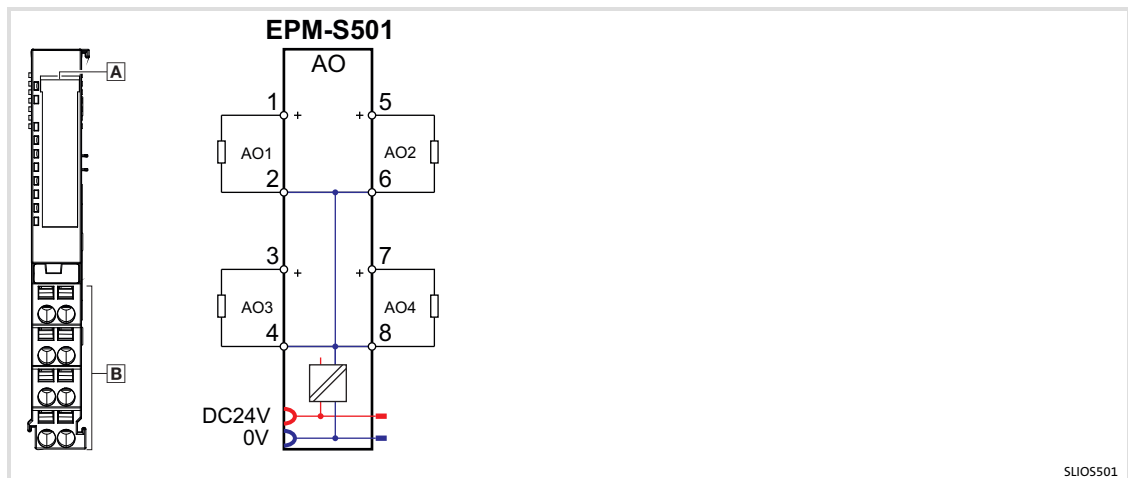 EPM-S501
A
AO
1 + + 5
AO1 AO2
2 6
3 + + 7
AO3 AO4
4 8
B
DC24V
0V
SLIOS501